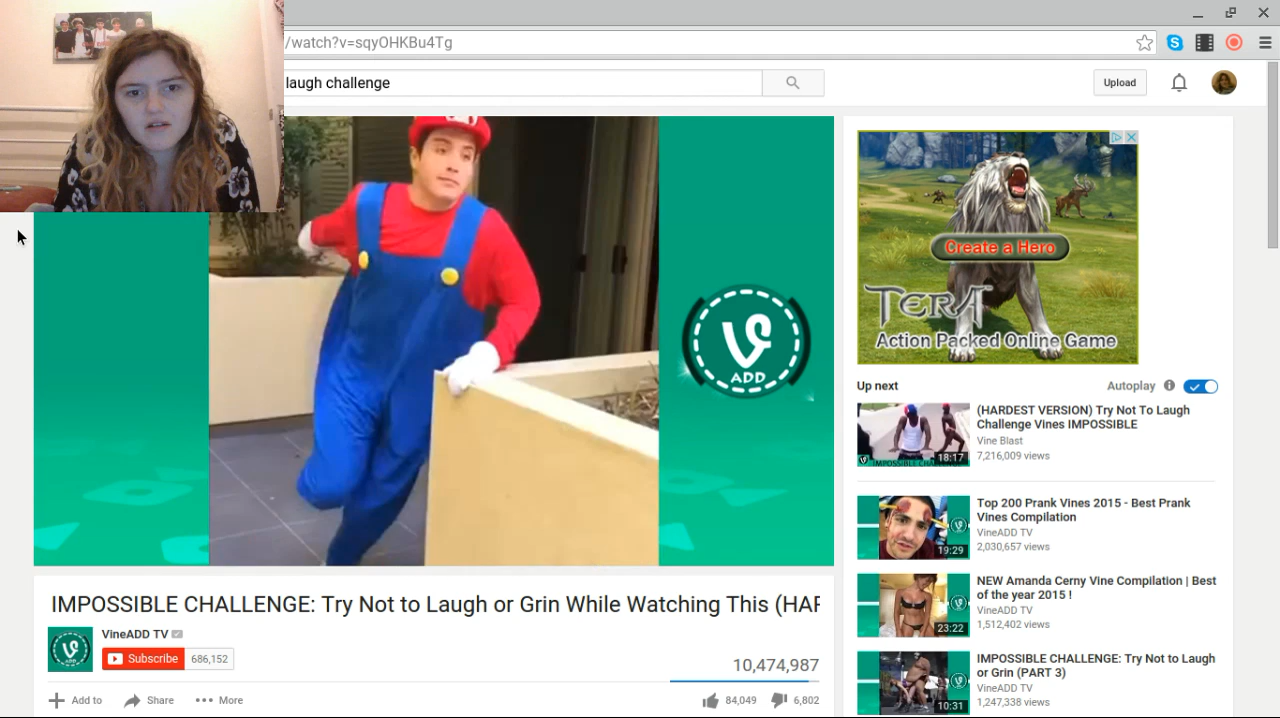 /watch?v=sqyOHKBu4Tg
laugh challenge
Upload
ADD
Create a Hero
TERA
Action Packed Online Game
Up next
Autoplay
(HARDEST VERSION) Try Not To Laugh
Challenge Vines IMPOSSIBLE
Vine Blast
7,216,009 views
18:17
IMPOSSIBLE CHALLENGE
Top 200 Prank Vines 2015 - Best Prank
Vines Compilation
VineADD TV
2,030,657 views
19:29
NEW Amanda Cerny Vine Compilation | Best
of the year 2015 !
VineADD TV
1,512,402 views
23:22
IMPOSSIBLE CHALLENGE: Try Not to Laugh
or Grin (PART 3)
VineADD TV
1,247,338 views
10:31
IMPOSSIBLE CHALLENGE: Try Not to Laugh or Grin While Watching This (HAR
VineADD TV
ADD
Subscribe 686,152
10,474,987
Add to Share More 84,049 6,802